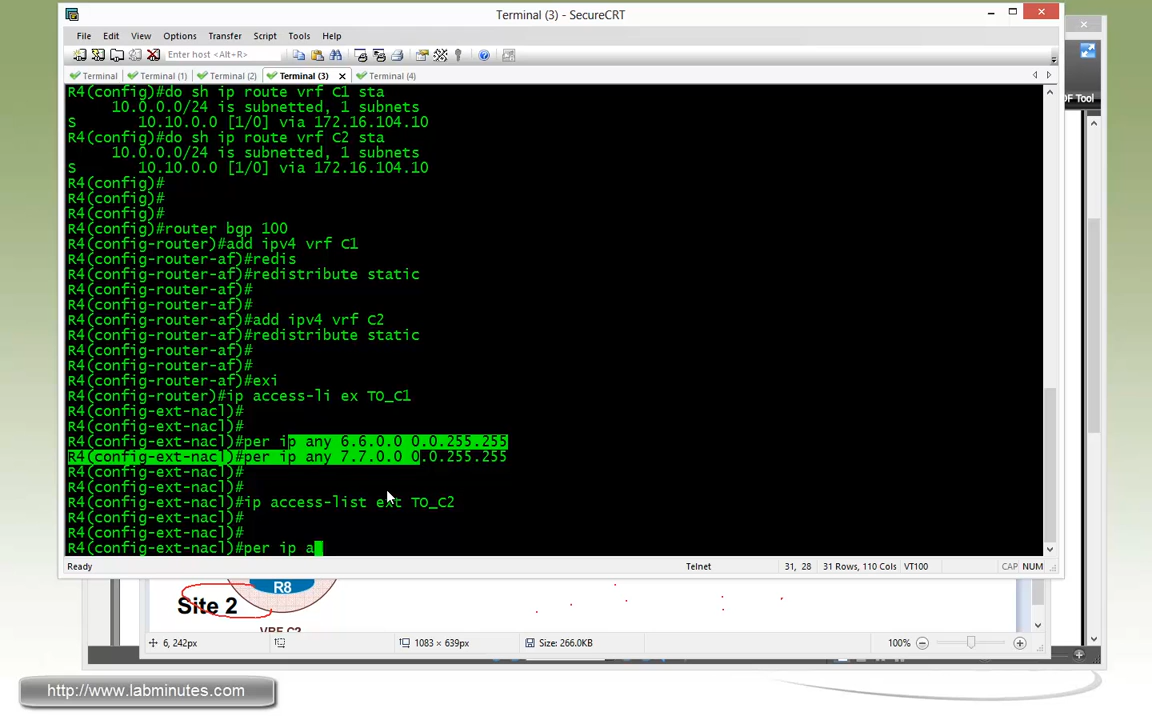 Terminal (3) - SecureCRT
File Edit View Options Transfer Script Tools Help
Enter host <Alt+R>
Terminal Terminal (1) Terminal (2) Terminal (3) Terminal (4)
DF Tool
R4(config)#do sh ip route vrf C1 sta
10.0.0.0/24 is subnetted, 1 subnets
S 10.10.0.0 [1/0] via 172.16.104.10
R4(config)#do sh ip route vrf C2 sta
10.0.0.0/24 is subnetted, 1 subnets
S 10.10.0.0 [1/0] via 172.16.104.10
R4(config)#
R4(config)#
R4(config)#
R4(config)#router bgp 100
R4(config-router)#add ipv4 vrf C1
R4(config-router-af)#redis
R4(config-router-af)#redistribute static
R4(config-router-af)#
R4(config-router-af)#
R4(config-router-af)#add ipv4 vrf C2
R4(config-router-af)#redistribute static
R4(config-router-af)#
R4(config-router-af)#
R4(config-router-af)#exi
R4(config-router)#ip access-li ex TO_C1
R4(config-ext-nacl)#
R4(config-ext-nacl)#
R4(config-ext-nacl)#per ip any 6.6.0.0 0.0.255.255
R4(config-ext-nacl)#per ip any 7.7.0.0 0.0.255.255
R4(config-ext-nacl)#
R4(config-ext-nacl)#
R4(config-ext-nacl)#ip access-list ext TO_C2
R4(config-ext-nacl)#
R4(config-ext-nacl)#
R4(config-ext-nacl)#per ip a
Ready Telnet 31, 28 31 Rows, 110 Cols VT100 CAP NUM
R8
Site 2
VRF C2
6, 242px 1083 × 639px Size: 266.0KB 100%
http://www.labminutes.com